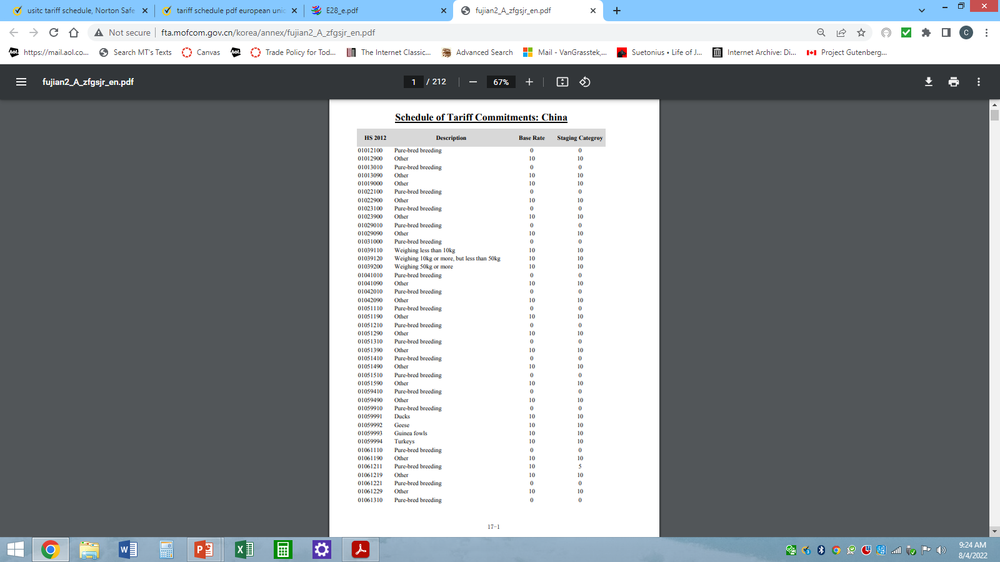 usitc tariff schedule, Norton Safe
tariff schedule pdf european unic
E28_e.pdf
fujian2_A_zfgsjr_en.pdf
Not secure
fta.mofcom.gov.cn/korea/annex/fujian2_A_zfgsjr_en.pdf
C
Aol. https://mail.aol.co...
Search MT's Texts
Canvas
Aol.
Trade Policy for Tod...
The Internet Classic...
Advanced Search
Mail - VanGrasstek,...
Suetonius • Life of J...
Internet Archive: Di...
Project Gutenberg...
fujian2_A_zfgsjr_en.pdf
1 / 212
67%
Schedule of Tariff Commitments: China
HS 2012 Description Base Rate Staging Categroy
01012100 Pure-bred breeding 0 0
01012900 Other 10 10
01013010 Pure-bred breeding 0 0
01013090 Other 10 10
01019000 Other 10 10
01022100 Pure-bred breeding 0 0
01022900 Other 10 10
01023100 Pure-bred breeding 0 0
01023900 Other 10 10
01029010 Pure-bred breeding 0 0
01029090 Other 10 10
01031000 Pure-bred breeding 0 0
01039110 Weighing less than 10kg 10 10
01039120 Weighing 10kg or more, but less than 50kg 10 10
01039200 Weighing 50kg or more 10 10
01041010 Pure-bred breeding 0 0
01041090 Other 10 10
01042010 Pure-bred breeding 0 0
01042090 Other 10 10
01051110 Pure-bred breeding 0 0
01051190 Other 10 10
01051210 Pure-bred breeding 0 0
01051290 Other 10 10
01051310 Pure-bred breeding 0 0
01051390 Other 10 10
01051410 Pure-bred breeding 0 0
01051490 Other 10 10
01051510 Pure-bred breeding 0 0
01051590 Other 10 10
01059410 Pure-bred breeding 0 0
01059490 Other 10 10
01059910 Pure-bred breeding 0 0
01059991 Ducks 10 10
01059992 Geese 10 10
01059993 Guinea fowls 10 10
01059994 Turkeys 10 10
01061110 Pure-bred breeding 0 0
01061190 Other 10 10
01061211 Pure-bred breeding 10 5
01061219 Other 10 10
01061221 Pure-bred breeding 0 0
01061229 Other 10 10
01061310 Pure-bred breeding 0 0
17-1
9:24 AM
8/4/2022